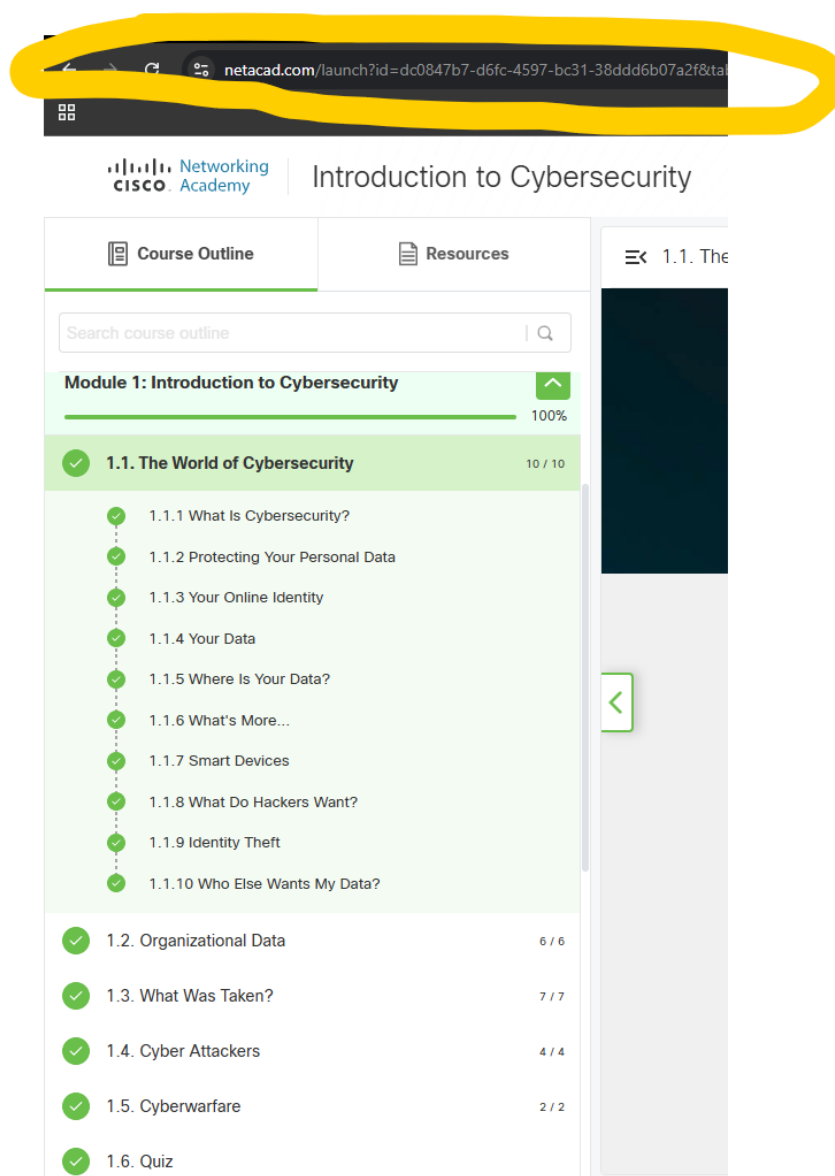 netacad.com/launch?id=dc0847b7-d6fc-4597-bc31-38ddd6b07a2f&ta
CISCO Networking Academy
Introduction to Cybersecurity
Course Outline
Resources
1.1. The
Search course outline
Module 1: Introduction to Cybersecurity
100%
1.1. The World of Cybersecurity 10 / 10
1.1.1 What Is Cybersecurity?
1.1.2 Protecting Your Personal Data
1.1.3 Your Online Identity
1.1.4 Your Data
1.1.5 Where Is Your Data?
1.1.6 What's More...
1.1.7 Smart Devices
1.1.8 What Do Hackers Want?
1.1.9 Identity Theft
1.1.10 Who Else Wants My Data?
1.2. Organizational Data 6 / 6
1.3. What Was Taken? 7 / 7
1.4. Cyber Attackers 4 / 4
1.5. Cyberwarfare 2 / 2
1.6. Quiz